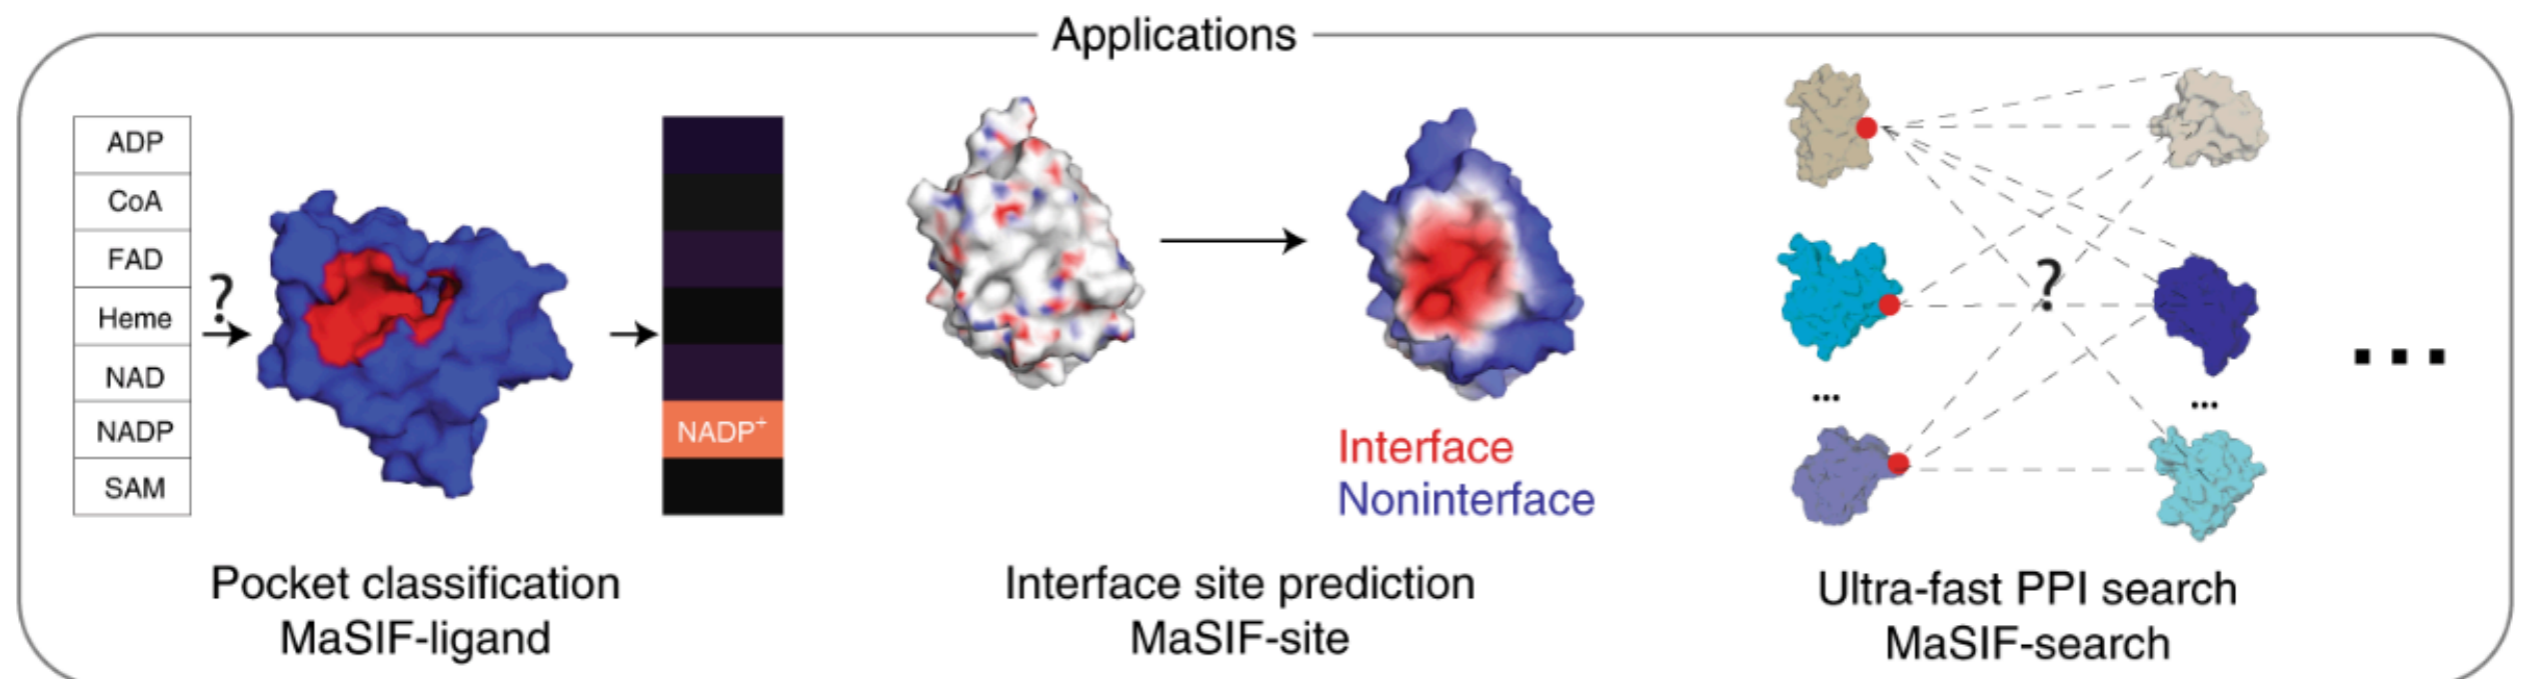 Applications
ADP
CoA
FAD
Heme
NAD
NADP
SAM
?
NADP⁺
Pocket classification
MaSIF-ligand
Interface
Noninterface
Interface site prediction
MaSIF-site
?
...
...
...
Ultra-fast PPI search
MaSIF-search